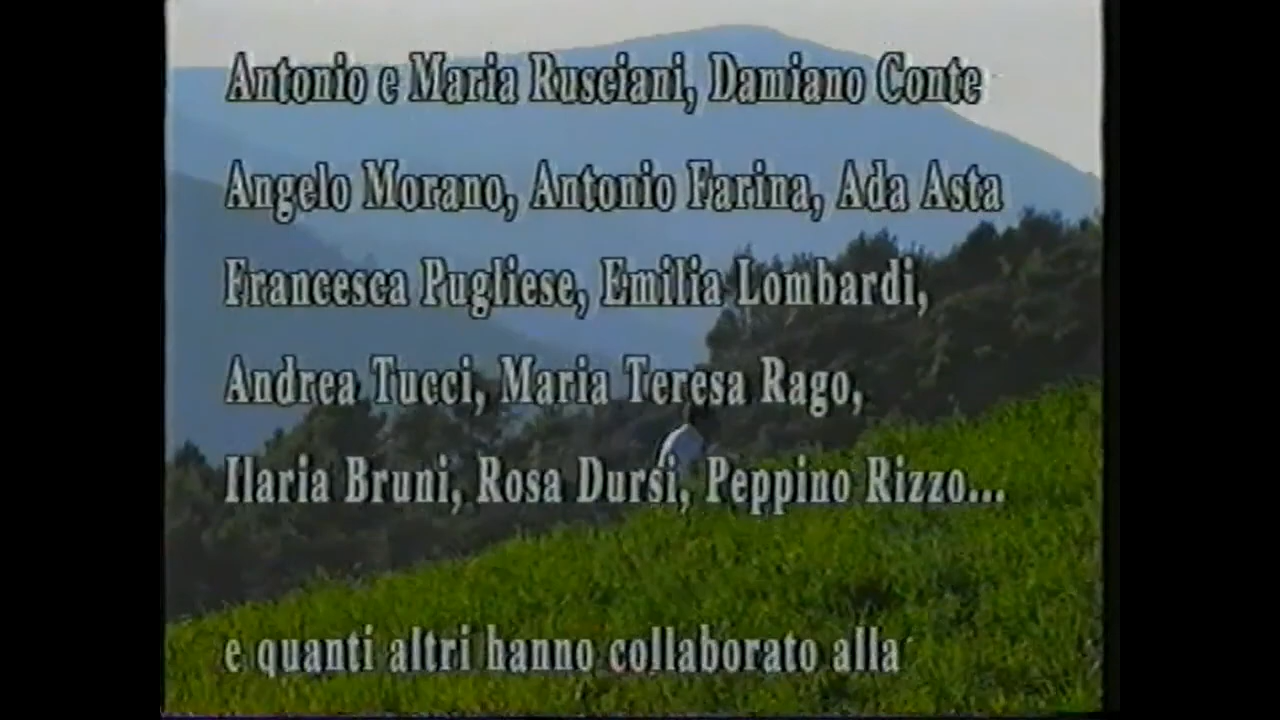 Antonio e Maria Rusciani, Damiano Conte
Angelo Morano, Antonio Farina, Ada Asta
Francesca Pugliese, Emilia Lombardi,
Andrea Tucci, Maria Teresa Rago,
Ilaria Bruni, Rosa Dursi, Peppino Rizzo...
e quanti altri hanno collaborato alla